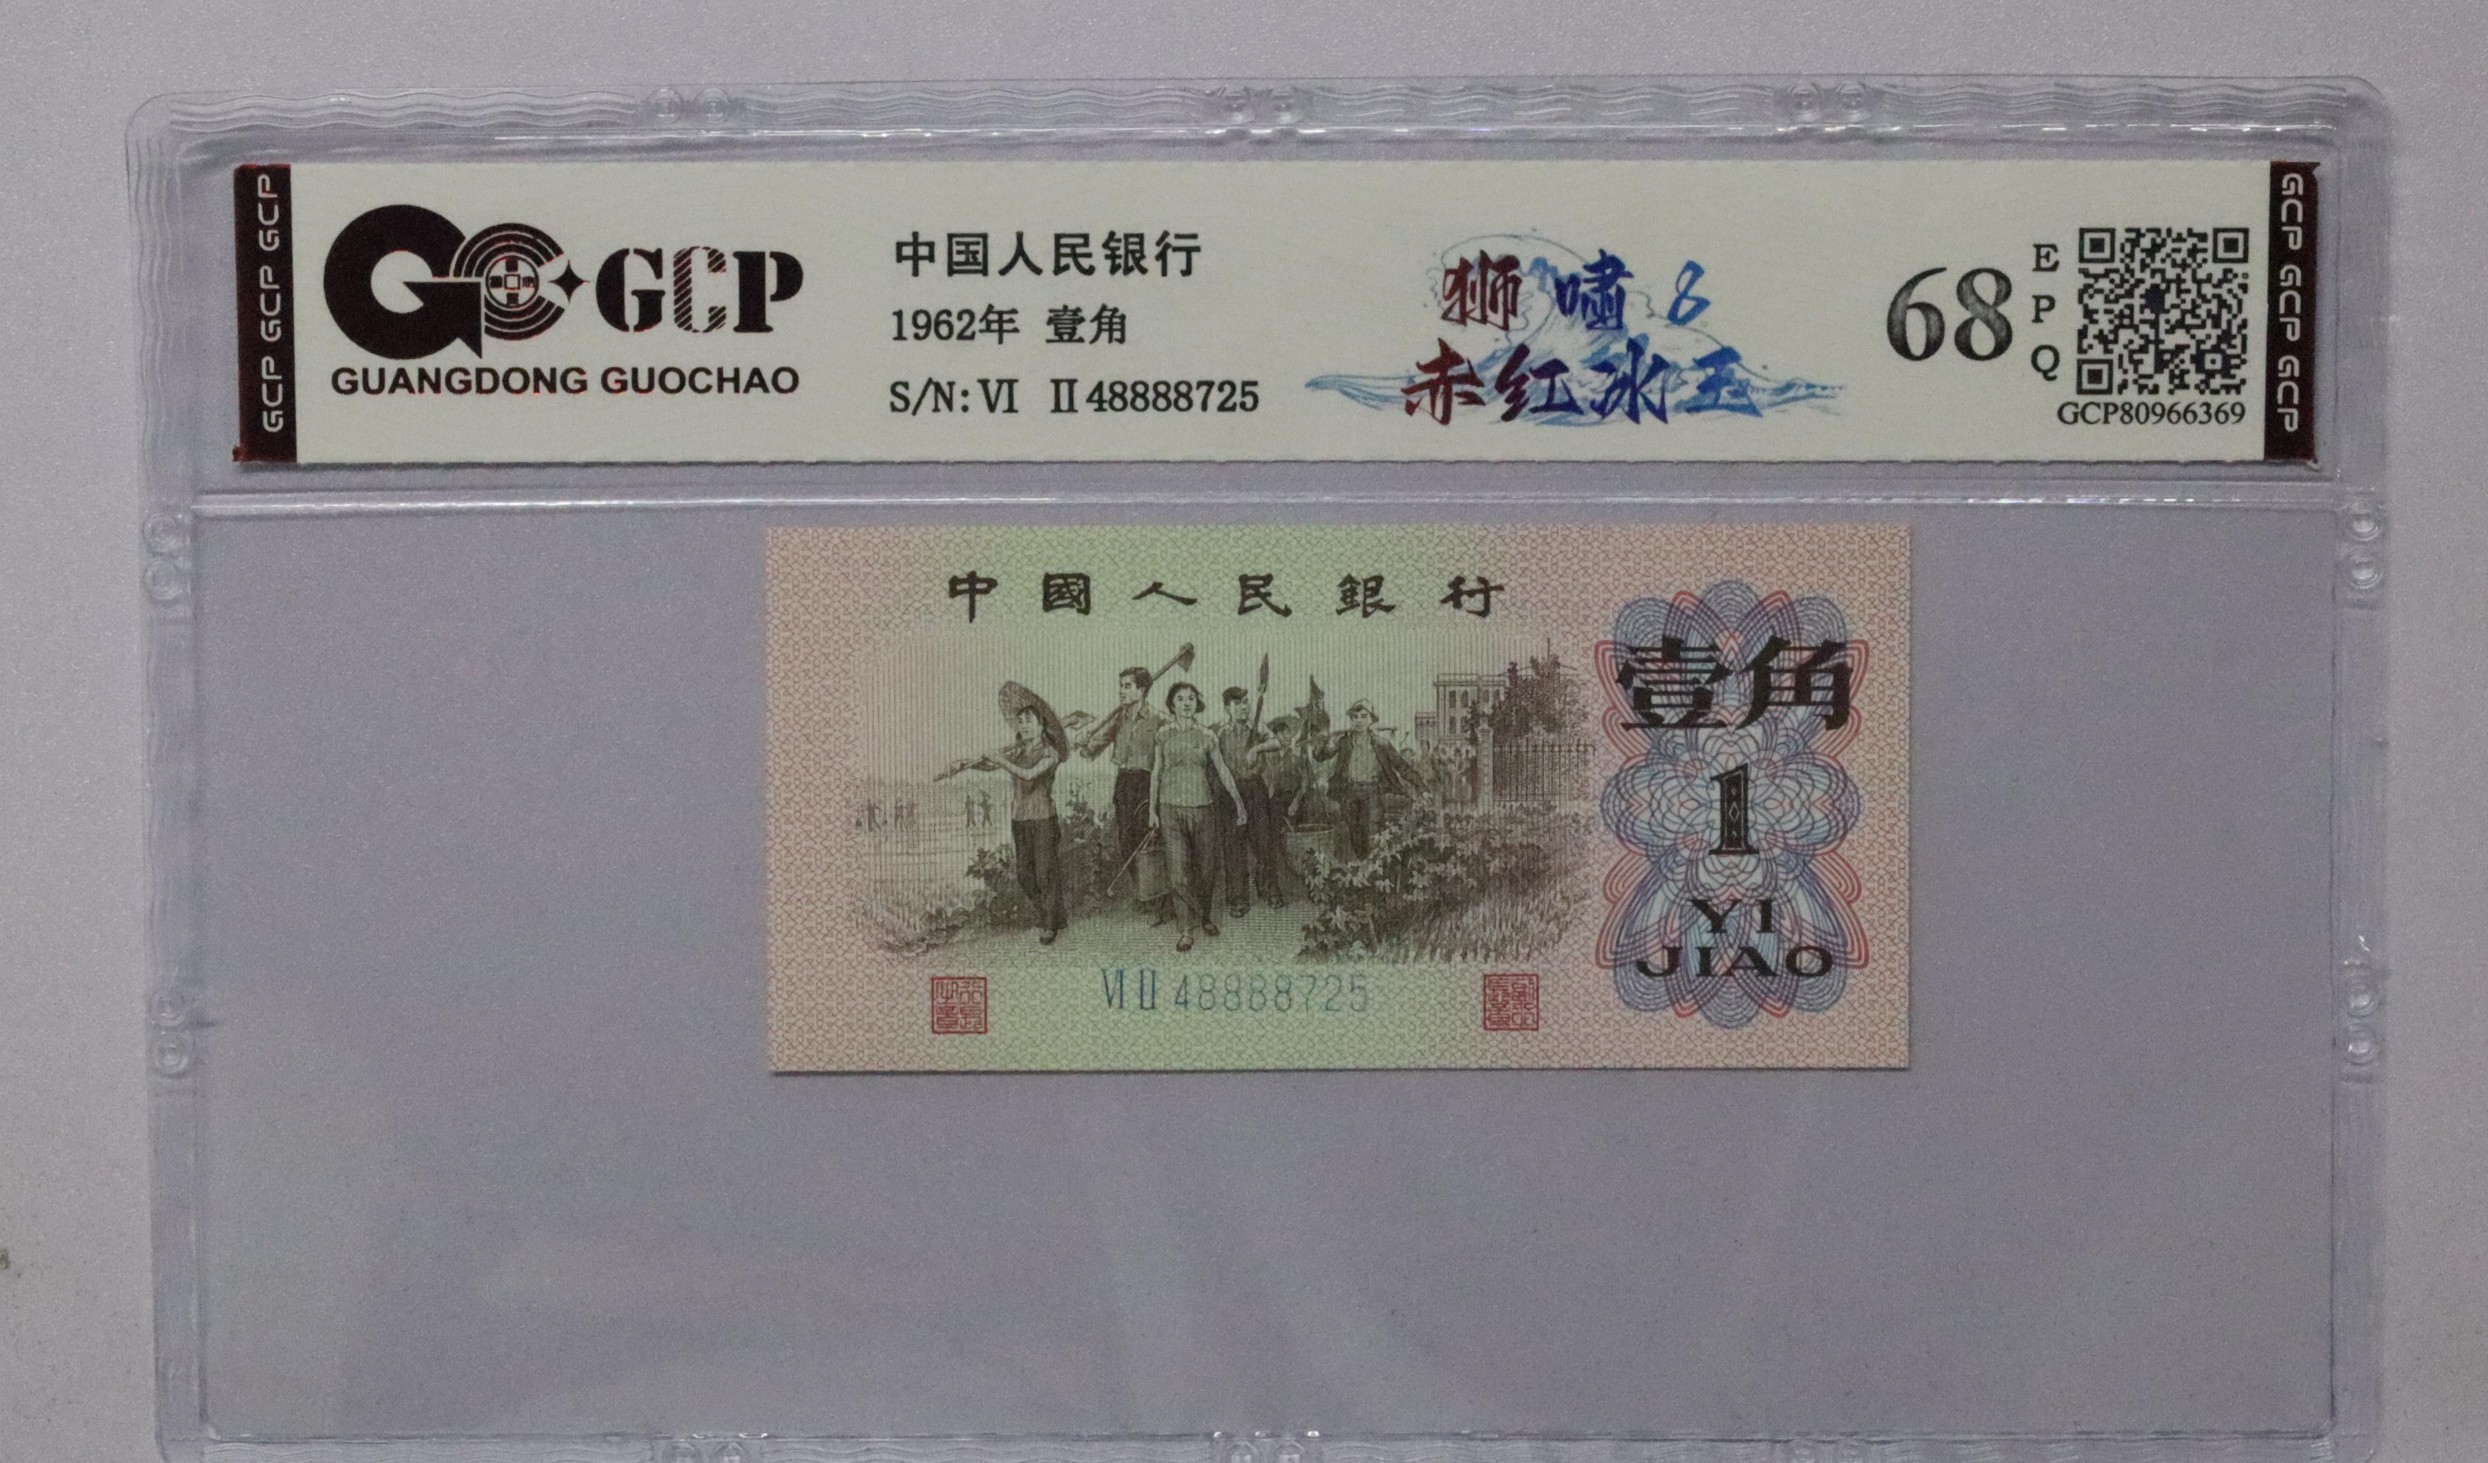 GCP GCP GCP
GCP
GUANGDONG GUOCHAO
中国人民银行
1962年 壹角
S/N: Ⅵ Ⅱ 48888725
狮啸8
赤红冰玉
68
EPQ
GCP80966369
GCP GCP GCP
中國人民銀行
壹角
1
YI
JIAO
Ⅵ Ⅱ 48888725